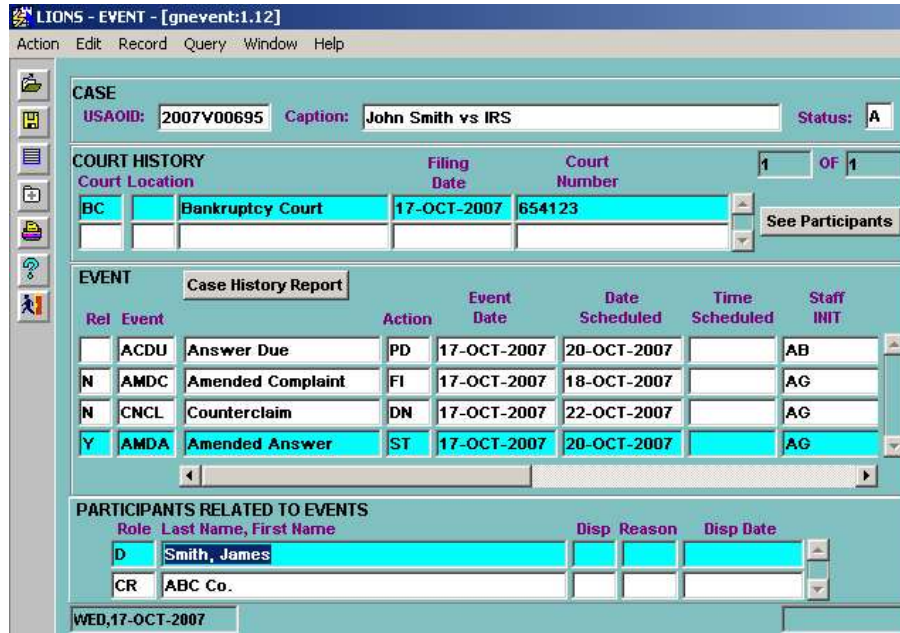 LIONS - EVENT - [gnevent:1.12]
Action Edit Record Query Window Help
CASE
USAOID: 2007V00695 Caption: John Smith vs IRS Status: A
COURT HISTORY Filing Court 1 OF 1
Court Location Date Number
BC Bankruptcy Court 17-OCT-2007 654123
See Participants
EVENT Case History Report
Event Date Time Staff
Rel Event Action Date Scheduled Scheduled INIT
ACDU Answer Due PD 17-OCT-2007 20-OCT-2007 AB
N AMDC Amended Complaint FI 17-OCT-2007 18-OCT-2007 AG
N CNCL Counterclaim DN 17-OCT-2007 22-OCT-2007 AG
Y AMDA Amended Answer ST 17-OCT-2007 20-OCT-2007 AG
PARTICIPANTS RELATED TO EVENTS
Role Last Name, First Name Disp Reason Disp Date
D Smith, James
CR ABC Co.
WED,17-OCT-2007